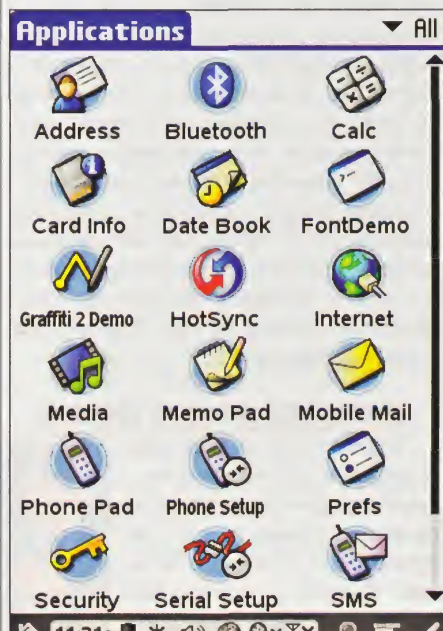 Applications All
Address Bluetooth Calc
Card Info Date Book FontDemo
Graffiti 2 Demo HotSync Internet
Media Memo Pad Mobile Mail
Phone Pad Phone Setup Prefs
Security Serial Setup SMS